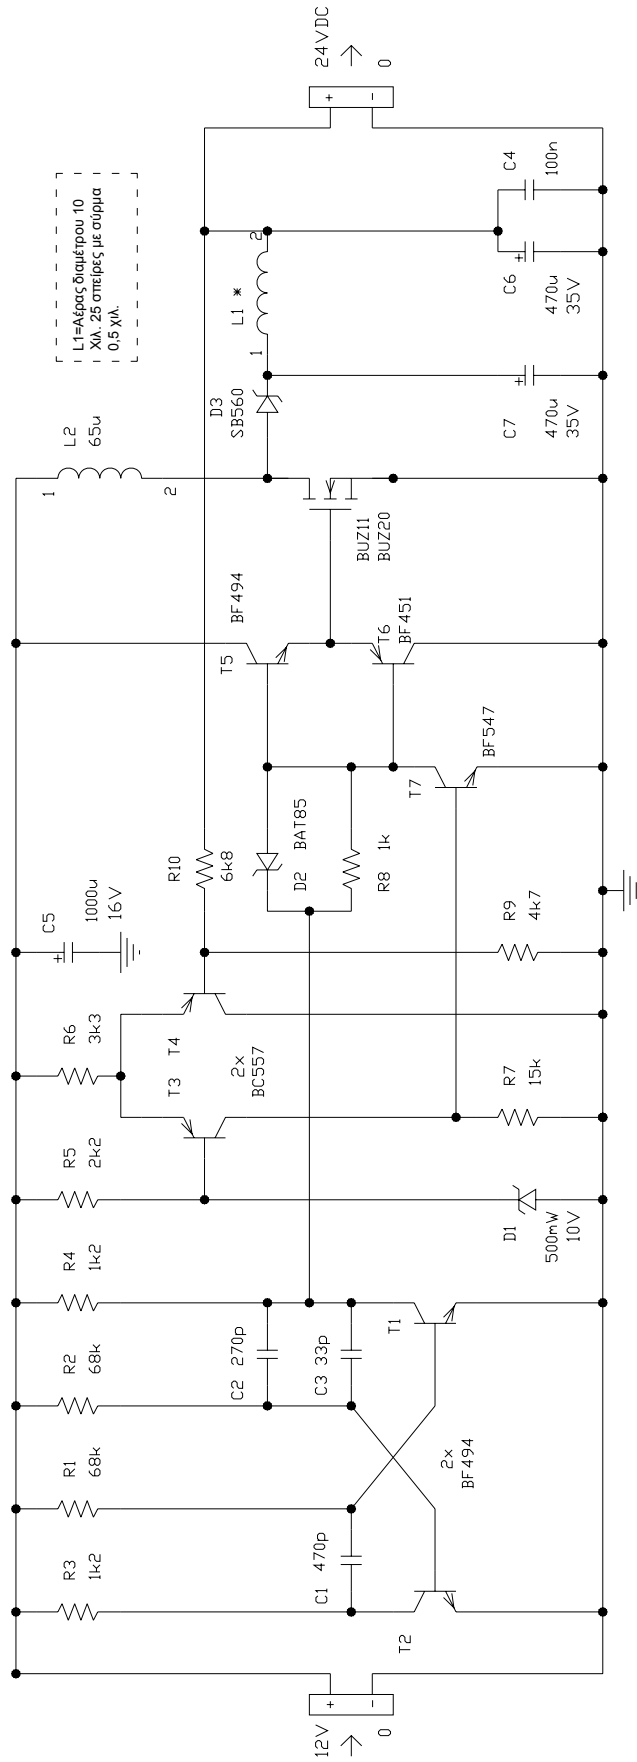 12V
0
+
-
R3
1k2
R1
68k
R2
68k
R4
1k2
R5
2k2
R6
3k3
C5
+
1000u
16V
L2
65u
1
2
L1=Αέρας διαμέτρου 10
Χιλ. 25 σπείρες με σύρμα
0,5 χιλ.
C1
470p
C2
270p
C3
33p
T2
T1
2x
BF494
D1
500mW
10V
T3
T4
2x
BC557
R7
15k
R9
4k7
R10
6k8
D2
BAT85
R8
1k
T7
BF547
T5
BF494
T6
BF451
BUZ11
BUZ20
D3
SB560
L1 *
1
2
C7
+
470u
35V
C6
+
470u
35V
C4
100n
+
-
24VDC
0